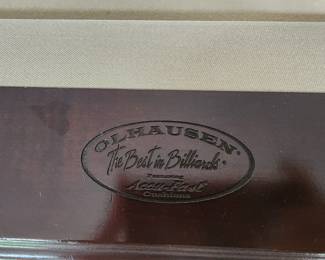 OLHAUSEN®
The Best in Billiards®
Featuring
Accu-Fast
Cushions